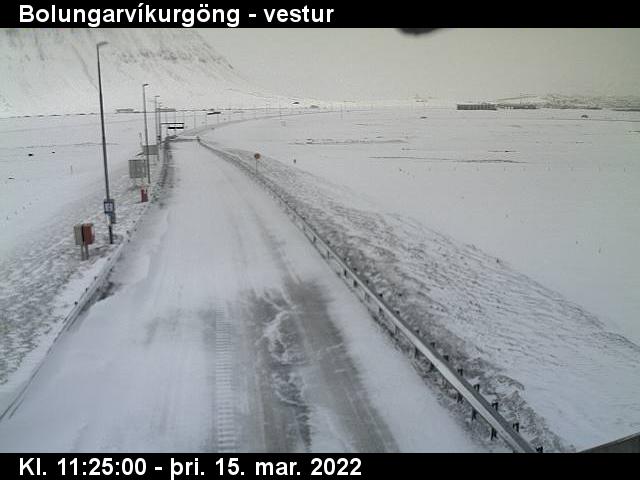 Bolungarvíkurgöng - vestur
Kl. 11:25:00 - þri. 15. mar. 2022